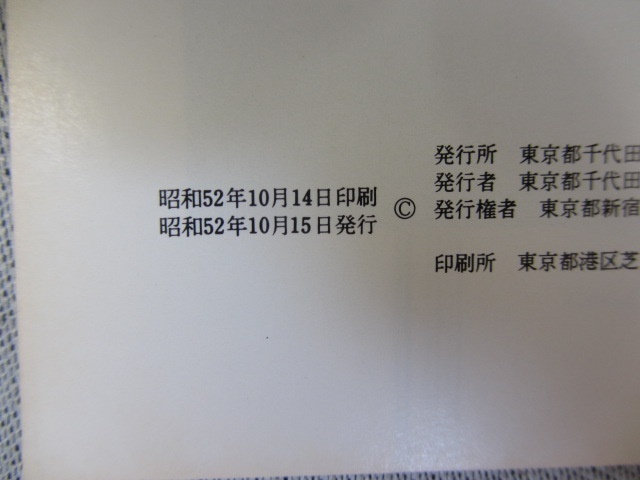 昭和52年10月14日印刷
昭和52年10月15日発行
©
発行所 東京都千代田
発行者 東京都千代田
発行権者 東京都新宿
印刷所 東京都港区芝